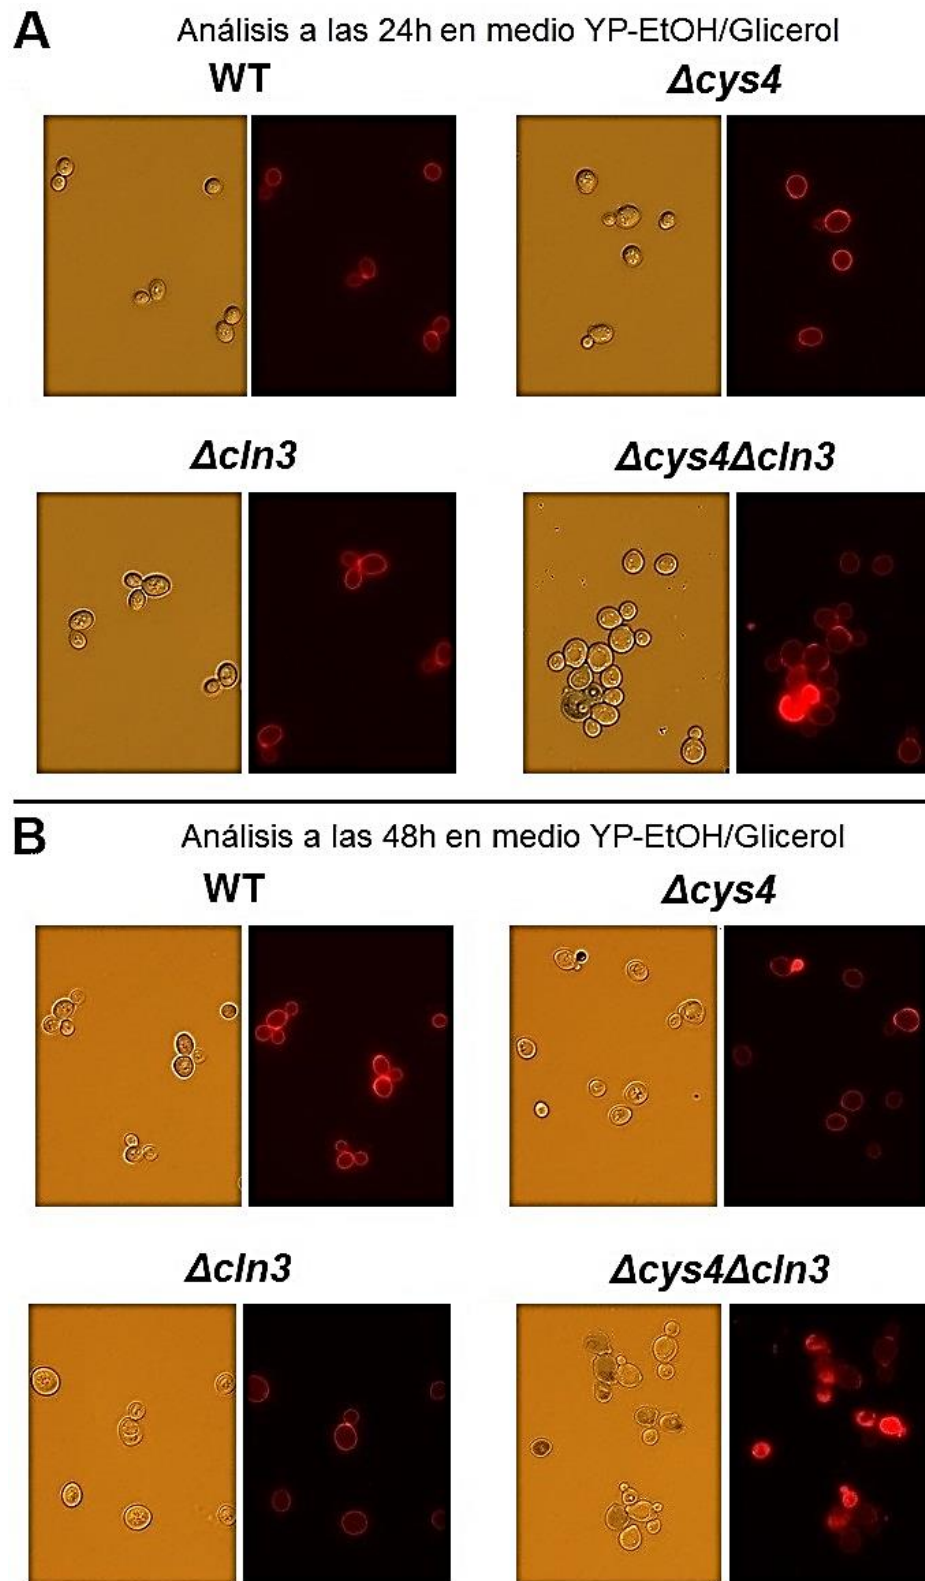 A
Análisis a las 24h en medio YP-EtOH/Glicerol
WT
Δcys4
Δcln3
Δcys4Δcln3
B
Análisis a las 48h en medio YP-EtOH/Glicerol
WT
Δcys4
Δcln3
Δcys4Δcln3